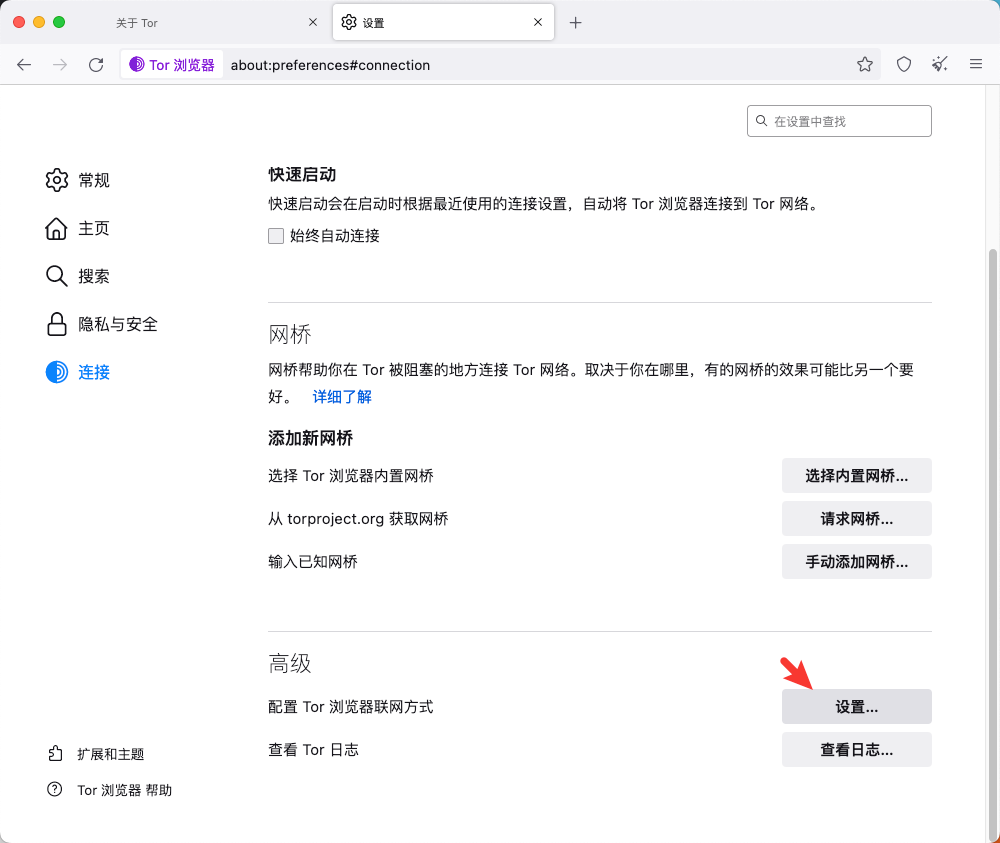 关于 Tor
设置
Tor 浏览器
about:preferences#connection
在设置中查找
常规
主页
搜索
隐私与安全
连接
扩展和主题
Tor 浏览器 帮助
快速启动
快速启动会在启动时根据最近使用的连接设置，自动将 Tor 浏览器连接到 Tor 网络。
始终自动连接
网桥
网桥帮助你在 Tor 被阻塞的地方连接 Tor 网络。取决于你在哪里，有的网桥的效果可能比另一个要
好。 详细了解
添加新网桥
选择 Tor 浏览器内置网桥
选择内置网桥...
从 torproject.org 获取网桥
请求网桥...
输入已知网桥
手动添加网桥...
高级
配置 Tor 浏览器联网方式
设置...
查看 Tor 日志
查看日志...